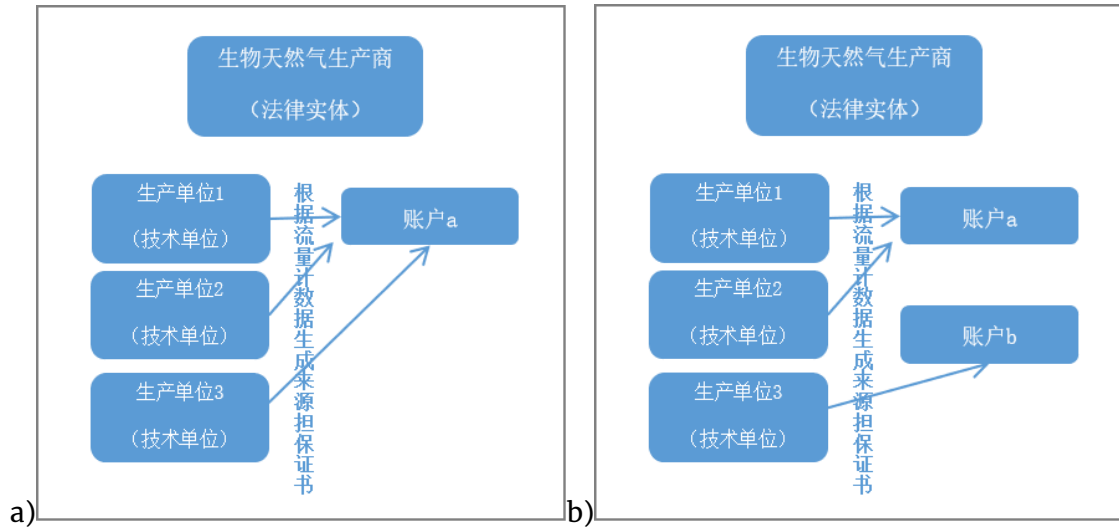 a)
生物天然气生产商
（法律实体）
生产单位1
（技术单位）
生产单位2
（技术单位）
生产单位3
（技术单位）
根据流量计数据生成来源担保证书
账户a
b)
生物天然气生产商
（法律实体）
生产单位1
（技术单位）
生产单位2
（技术单位）
生产单位3
（技术单位）
根据流量计数据生成来源担保证书
账户a
账户b